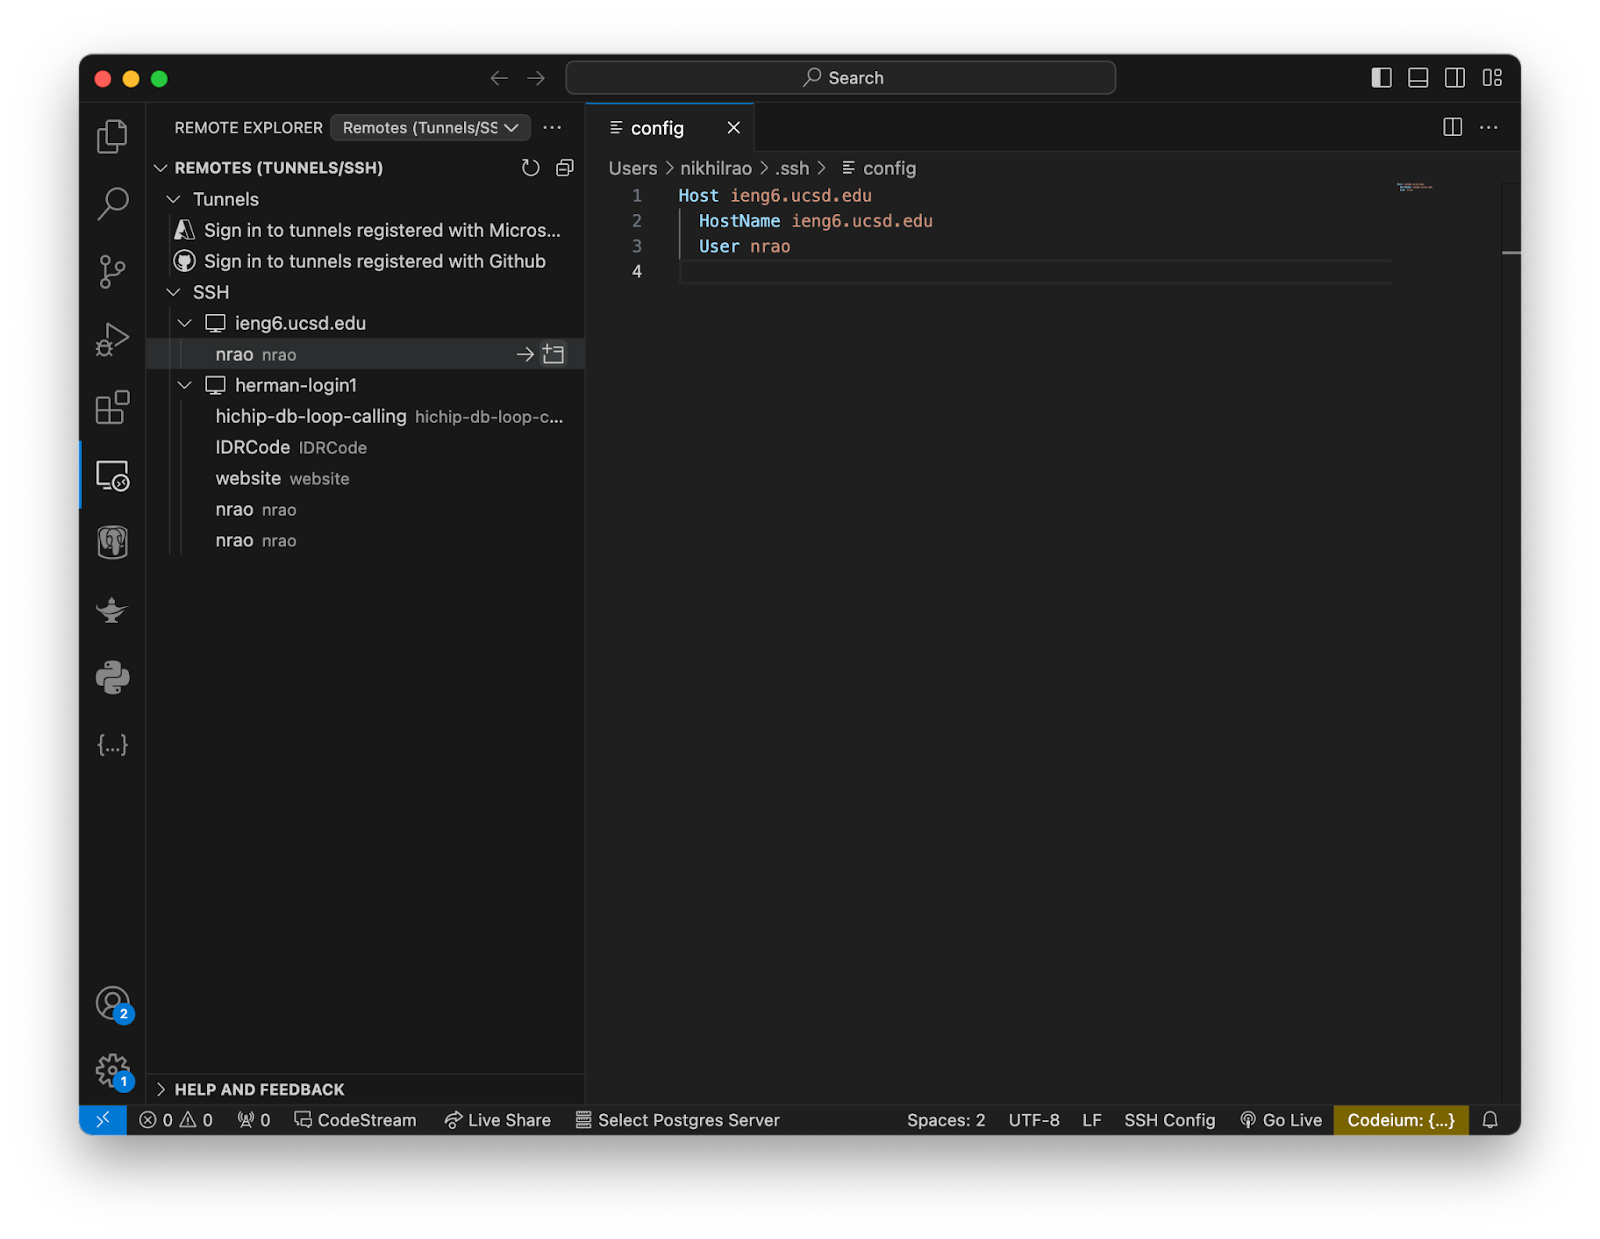 Search
REMOTE EXPLORER Remotes (Tunnels/SS
REMOTES (TUNNELS/SSH)
Tunnels
Sign in to tunnels registered with Micros...
Sign in to tunnels registered with Github
SSH
ieng6.ucsd.edu
nrao nrao
herman-login1
hichip-db-loop-calling hichip-db-loop-c...
IDRCode IDRCode
website website
nrao nrao
nrao nrao
HELP AND FEEDBACK
config
Users > nikhilrao > .ssh > config
1 Host ieng6.ucsd.edu
2 HostName ieng6.ucsd.edu
3 User nrao
4
{...}
2
1
0 0 0 CodeStream Live Share Select Postgres Server Spaces: 2 UTF-8 LF SSH Config Go Live Codeium: {...}